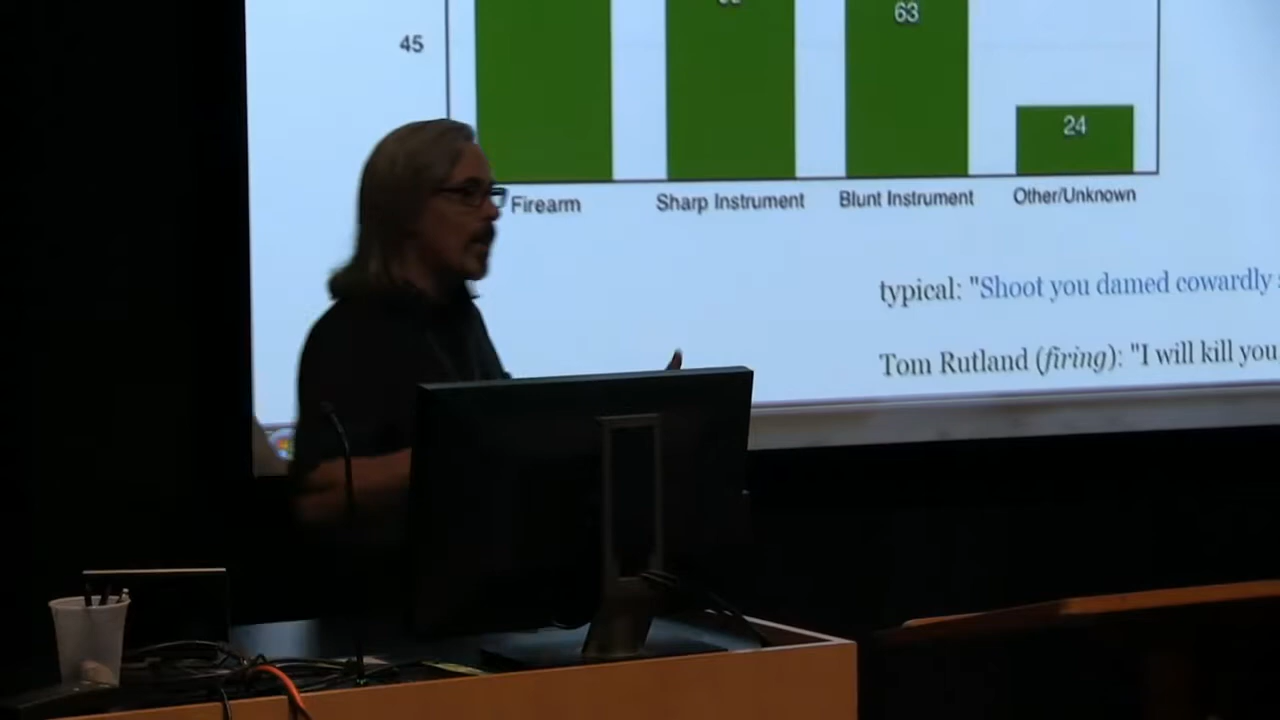 63
45
24
Firearm Sharp Instrument Blunt Instrument Other/Unknown
typical: "Shoot you damed cowardly
Tom Rutland (firing): "I will kill you